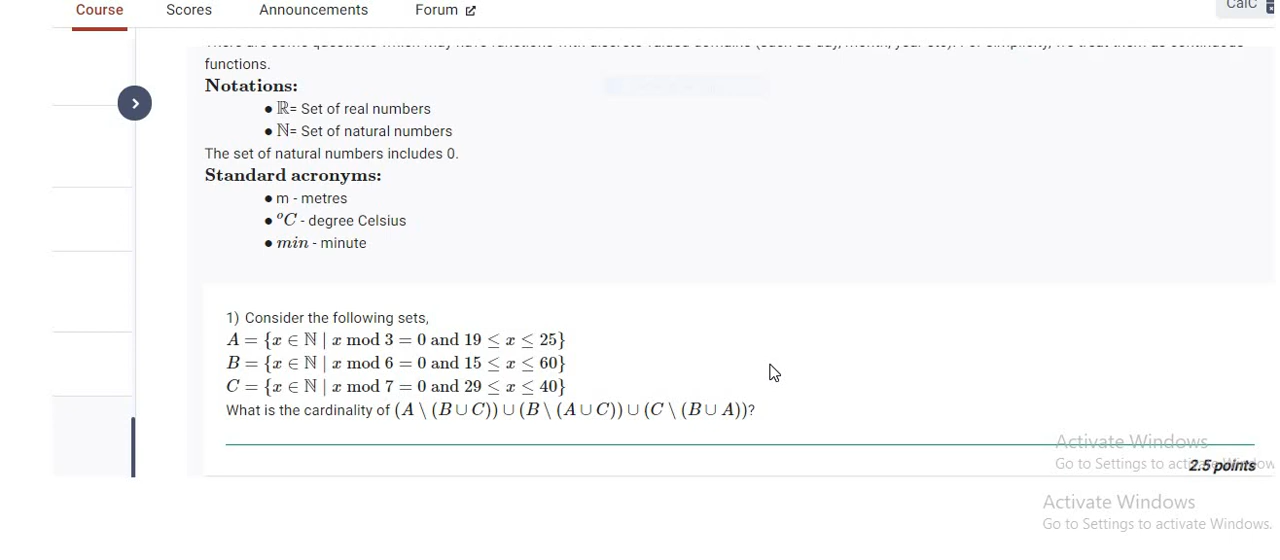 Course Scores Announcements Forum
Calc
functions.
Notations:
• ℝ= Set of real numbers
• ℕ= Set of natural numbers
The set of natural numbers includes 0.
Standard acronyms:
• m - metres
• °C - degree Celsius
• min - minute
1) Consider the following sets,
A = {x ∈ ℕ | x mod 3 = 0 and 19 ≤ x ≤ 25}
B = {x ∈ ℕ | x mod 6 = 0 and 15 ≤ x ≤ 60}
C = {x ∈ ℕ | x mod 7 = 0 and 29 ≤ x ≤ 40}
What is the cardinality of (A \ (B ∪ C)) ∪ (B \ (A ∪ C)) ∪ (C \ (B ∪ A))?
Activate Windows
Go to Settings to
2.5 points
Activate Windows
Go to Settings to activate Windows.